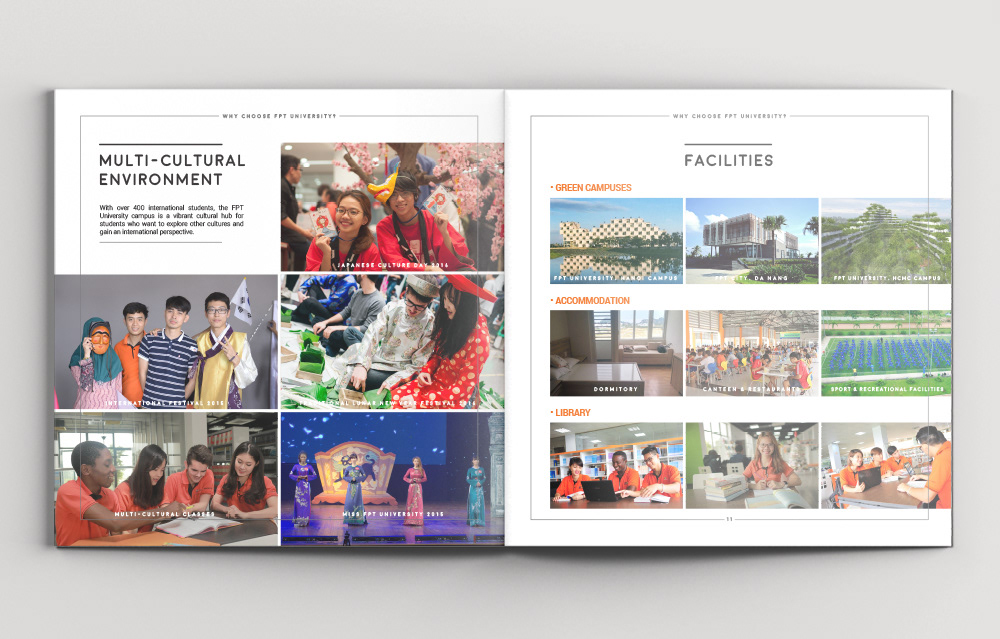 WHY CHOOSE FPT UNIVERSITY?
MULTI-CULTURAL
ENVIRONMENT
With over 400 international students, the FPT
University campus is a vibrant cultural hub for
students who want to explore other cultures and
gain an international perspective.
JAPANESE CULTURE DAY 2016
INTERNATIONAL FESTIVAL 2015
LUNAR NEW YEAR FESTIVAL 2016
MULTI-CULTURAL CLASSES
MISS FPT UNIVERSITY 2015
WHY CHOOSE FPT UNIVERSITY?
FACILITIES
• GREEN CAMPUSES
FPT UNIVERSITY, HANOI CAMPUS
FPT CITY, DA NANG
FPT UNIVERSITY, HCMC CAMPUS
• ACCOMMODATION
DORMITORY
CANTEEN & RESTAURANTS
SPORT & RECREATIONAL FACILITIES
• LIBRARY
11